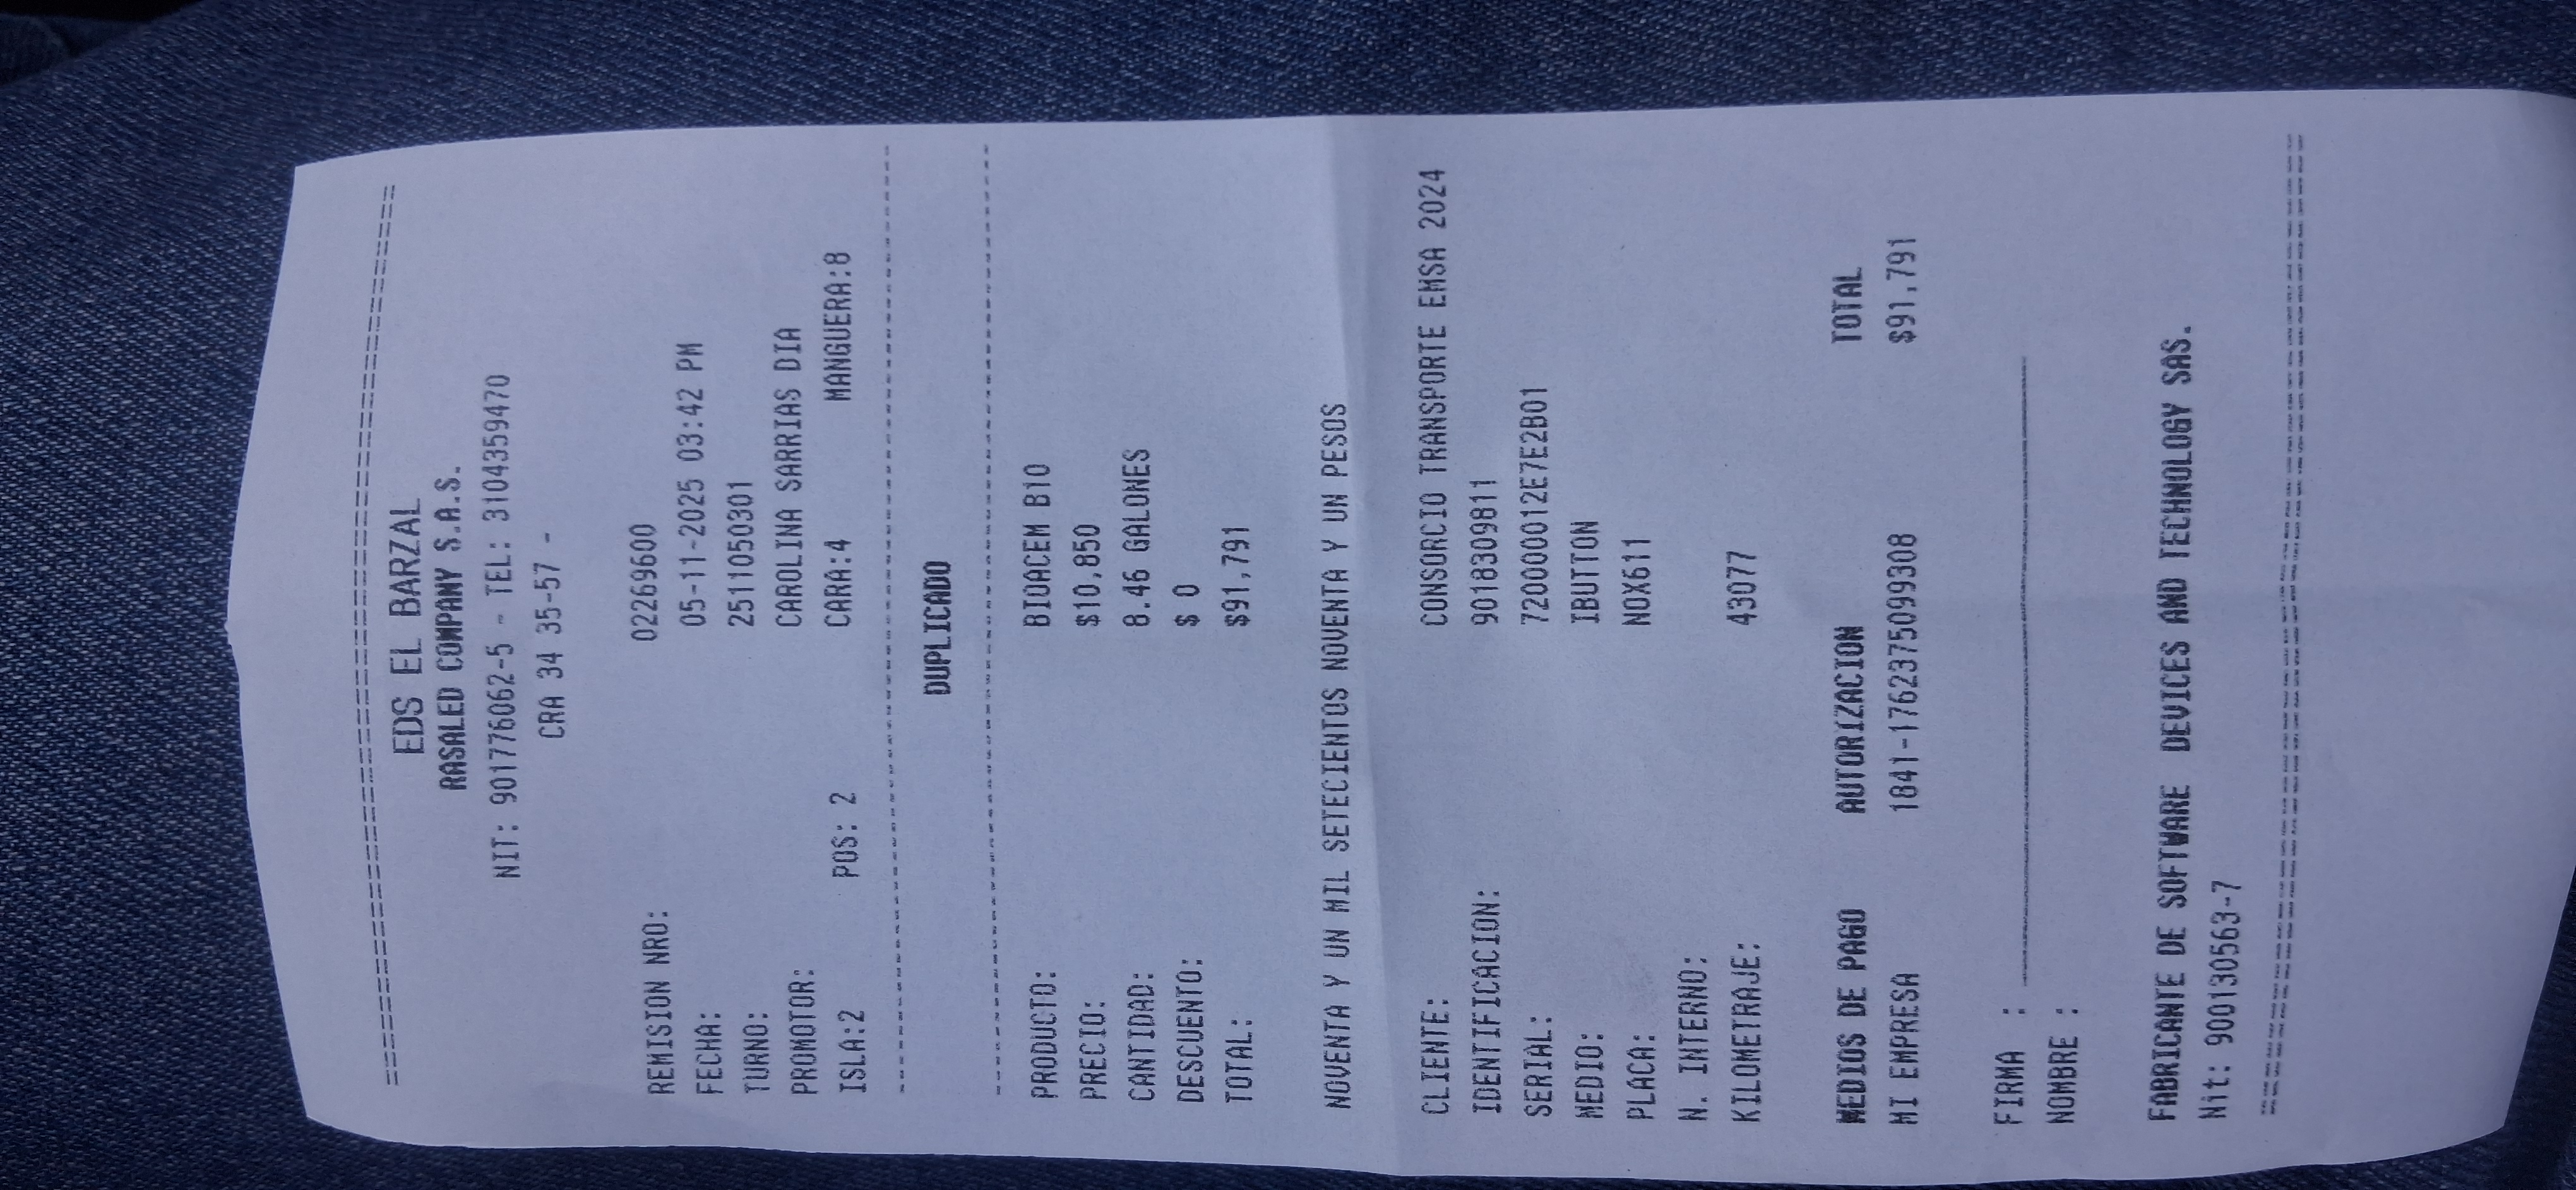 ================================================
EDS EL BARZAL
RASALED COMPANY S.A.S.
NIT: 901776062-5 - TEL: 3104359470
CRA 34 35-57 -
REMISION NRO: 02269600
FECHA: 05-11-2025 03:42 PM
TURNO: 2511050301
PROMOTOR: CAROLINA SARRIAS DIA
ISLA:2 POS: 2 CARA:4 MANGUERA:8
------------------------------------------------
DUPLICADO
------------------------------------------------
PRODUCTO: BIOACEM B10
PRECIO: $10,850
CANTIDAD: 8.46 GALONES
DESCUENTO: $ 0
TOTAL: $91,791
NOVENTA Y UN MIL SETECIENTOS NOVENTA Y UN PESOS
CLIENTE: CONSORCIO TRANSPORTE EMSA 2024
IDENTIFICACION: 9018309811
SERIAL: 72000012E7E2B01
MEDIO: IBUTTON
PLACA: NOX611
N. INTERNO:
KILOMETRAJE: 43077
MEDIOS DE PAGO AUTORIZACION TOTAL
MI EMPRESA 1841-1762375099308 $91,791
FIRMA : ______________________________
NOMBRE :
FABRICANTE DE SOFTWARE DEVICES AND TECHNOLOGY SAS.
Nit: 900130563-7
================================================